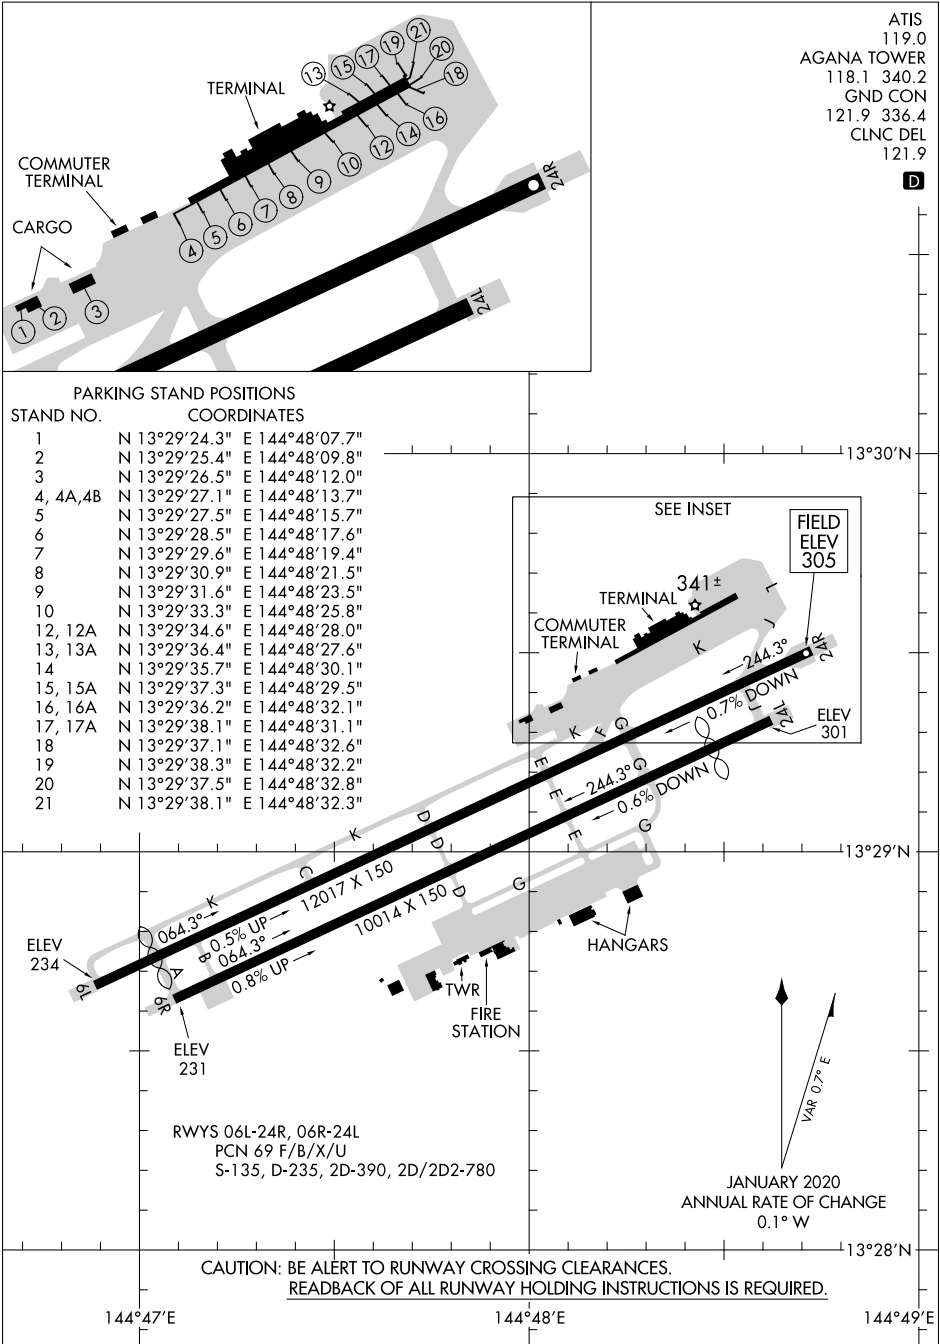 ATIS
119.0
AGANA TOWER
118.1 340.2
GND CON
121.9 336.4
CLNC DEL
121.9
D
TERMINAL
COMMUTER
TERMINAL
CARGO
1
2
3
4
5
6
7
8
9
10
12
14
16
18
20
21
19
17
15
13
24R
24L
PARKING STAND POSITIONS
STAND NO. COORDINATES
1 N 13°29'24.3" E 144°48'07.7"
2 N 13°29'25.4" E 144°48'09.8"
3 N 13°29'26.5" E 144°48'12.0"
4, 4A,4B N 13°29'27.1" E 144°48'13.7"
5 N 13°29'27.5" E 144°48'15.7"
6 N 13°29'28.5" E 144°48'17.6"
7 N 13°29'29.6" E 144°48'19.4"
8 N 13°29'30.9" E 144°48'21.5"
9 N 13°29'31.6" E 144°48'23.5"
10 N 13°29'33.3" E 144°48'25.8"
12, 12A N 13°29'34.6" E 144°48'28.0"
13, 13A N 13°29'36.4" E 144°48'27.6"
14 N 13°29'35.7" E 144°48'30.1"
15, 15A N 13°29'37.3" E 144°48'29.5"
16, 16A N 13°29'36.2" E 144°48'32.1"
17, 17A N 13°29'38.1" E 144°48'31.1"
18 N 13°29'37.1" E 144°48'32.6"
19 N 13°29'38.3" E 144°48'32.2"
20 N 13°29'37.5" E 144°48'32.8"
21 N 13°29'38.1" E 144°48'32.3"
13°30'N
SEE INSET
FIELD
ELEV
305
341±
TERMINAL
COMMUTER
TERMINAL
L
J
K
24R
244.3°
0.7% DOWN
J
24L
ELEV
301
K
F
G
E
G
244.3°
E
0.6% DOWN
E
G
13°29'N
K
D
D
D
G
C
K
12017 X 150
10014 X 150
064.3°
0.5% UP
064.3°
0.8% UP
B
A
ELEV
234
6L
6R
ELEV
231
HANGARS
TWR
FIRE
STATION
VAR 0.7° E
JANUARY 2020
ANNUAL RATE OF CHANGE
0.1° W
RWYS 06L-24R, 06R-24L
PCN 69 F/B/X/U
S-135, D-235, 2D-390, 2D/2D2-780
13°28'N
CAUTION: BE ALERT TO RUNWAY CROSSING CLEARANCES.
READBACK OF ALL RUNWAY HOLDING INSTRUCTIONS IS REQUIRED.
144°47'E
144°48'E
144°49'E